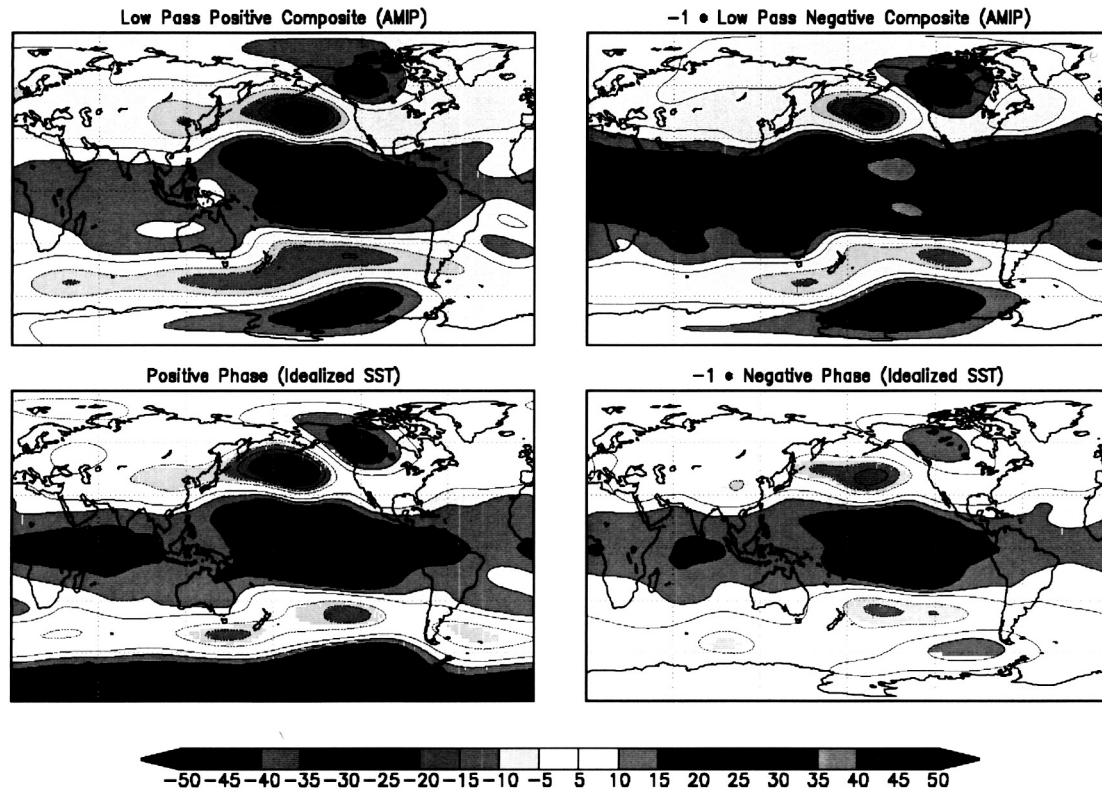 Low Pass Positive Composite (AMIP)
-1 * Low Pass Negative Composite (AMIP)
Positive Phase (Idealized SST)
-1 * Negative Phase (Idealized SST)
-50 -45 -40 -35 -30 -25 -20 -15 -10 -5 5 10 15 20 25 30 35 40 45 50